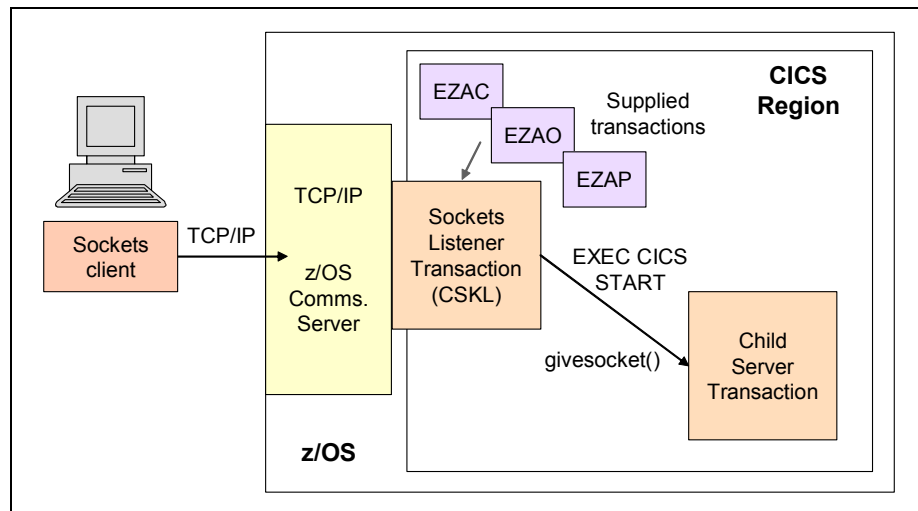 CICS
Region
EZAC
Supplied
transactions
EZAO
EZAP
TCP/IP
Sockets
client
TCP/IP
z/OS
Comms.
Server
Sockets
Listener
Transaction
(CSKL)
EXEC CICS
START
givesocket()
Child
Server
Transaction
z/OS